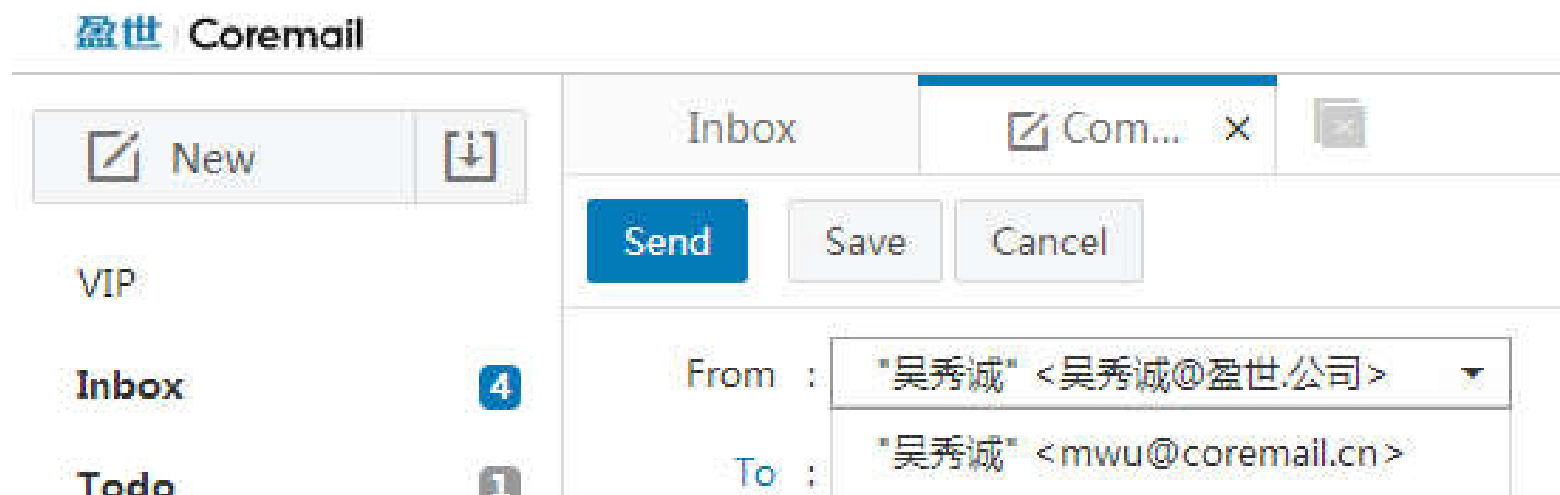 盈世 Coremail
New
Inbox
Com...
Send
Save
Cancel
VIP
Inbox 4
From : "吴秀诚" <吴秀诚@盈世.公司>
"吴秀诚" <mwu@coremail.cn>
To :
Todo 1